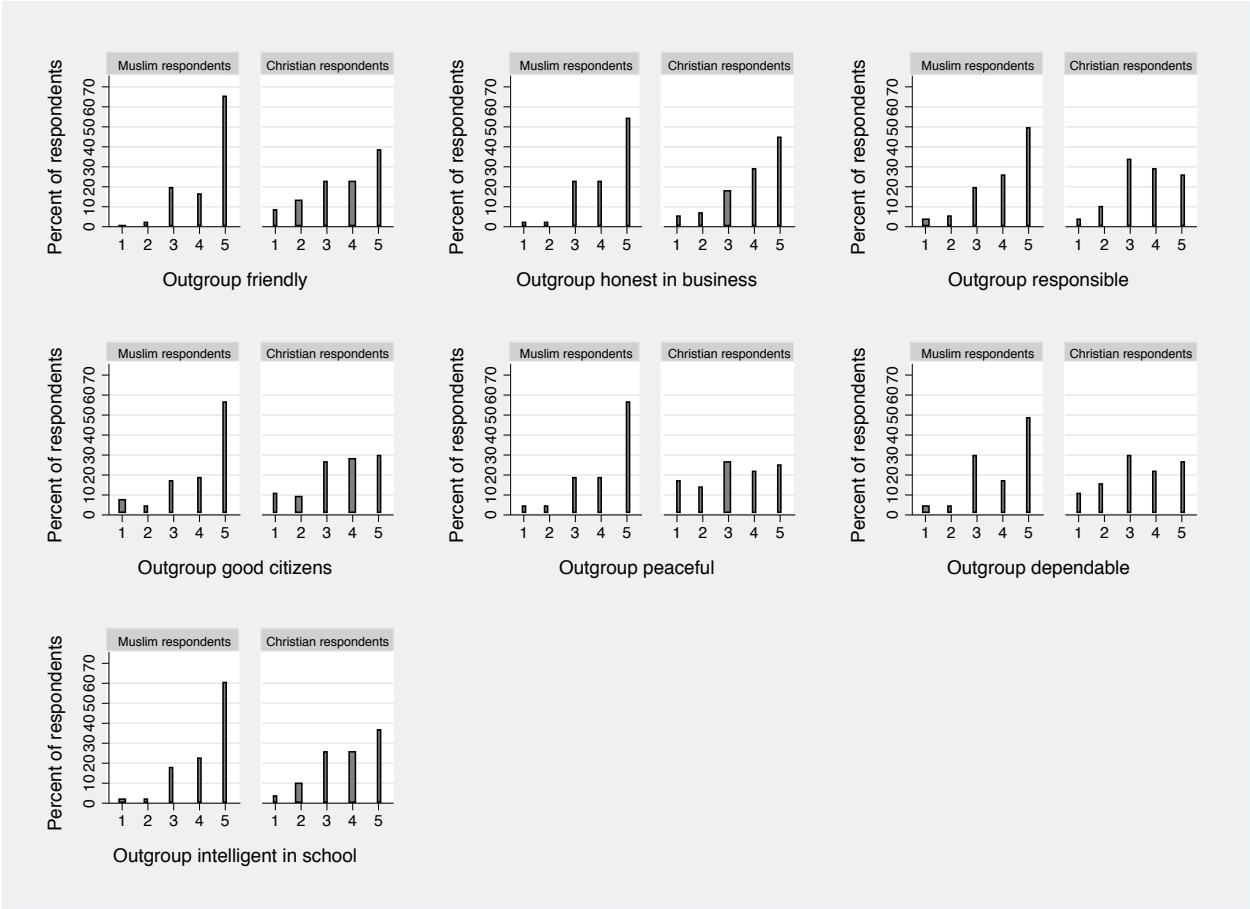 Muslim respondents Christian respondents
Percent of respondents
0 10 20 30 40 50 60 70
1 2 3 4 5 1 2 3 4 5
Outgroup friendly
Muslim respondents Christian respondents
Percent of respondents
0 10 20 30 40 50 60 70
1 2 3 4 5 1 2 3 4 5
Outgroup honest in business
Muslim respondents Christian respondents
Percent of respondents
0 10 20 30 40 50 60 70
1 2 3 4 5 1 2 3 4 5
Outgroup responsible
Muslim respondents Christian respondents
Percent of respondents
0 10 20 30 40 50 60 70
1 2 3 4 5 1 2 3 4 5
Outgroup good citizens
Muslim respondents Christian respondents
Percent of respondents
0 10 20 30 40 50 60 70
1 2 3 4 5 1 2 3 4 5
Outgroup peaceful
Muslim respondents Christian respondents
Percent of respondents
0 10 20 30 40 50 60 70
1 2 3 4 5 1 2 3 4 5
Outgroup dependable
Muslim respondents Christian respondents
Percent of respondents
0 10 20 30 40 50 60 70
1 2 3 4 5 1 2 3 4 5
Outgroup intelligent in school